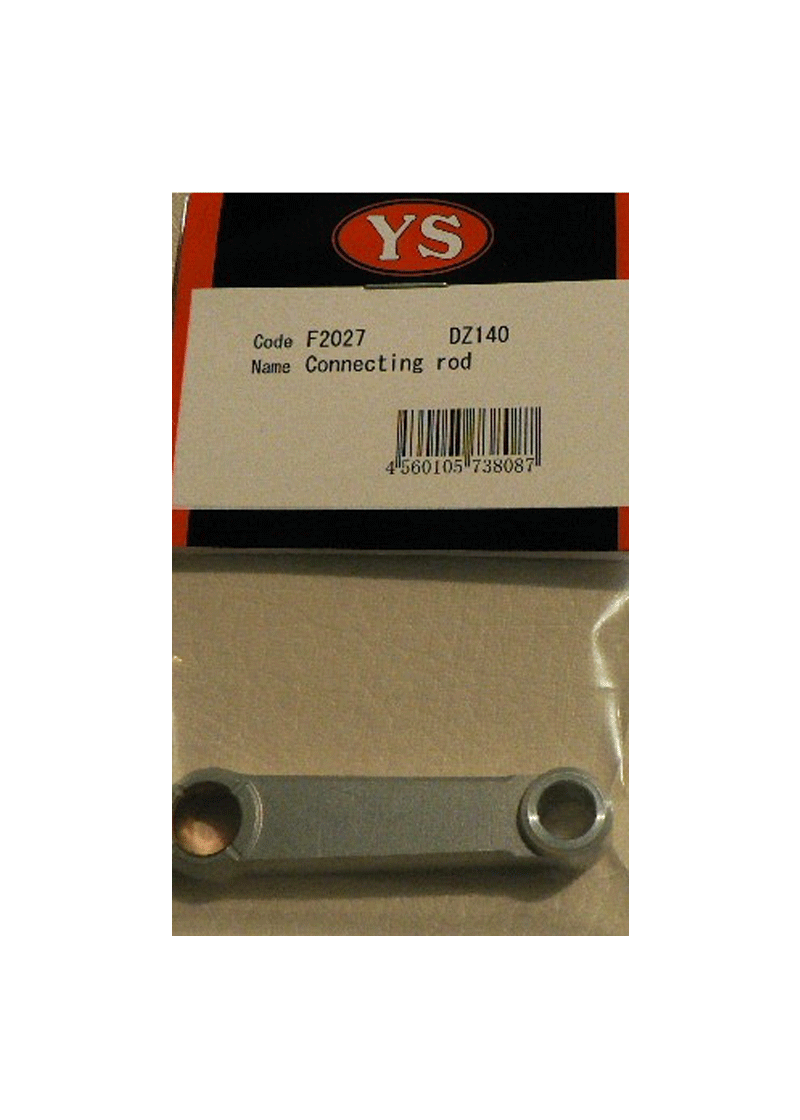 YS
Code F2027 DZ140
Name Connecting rod
4 560105 738087